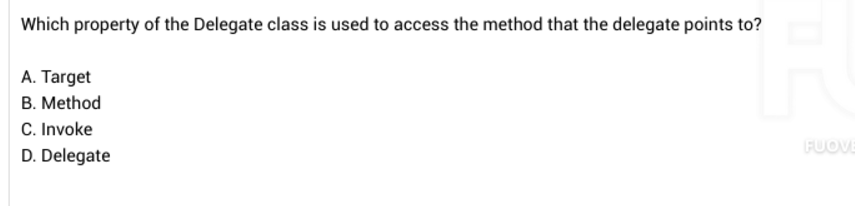 Which property of the Delegate class is used to access the method that the delegate points to?
A. Target
B. Method
C. Invoke
D. Delegate